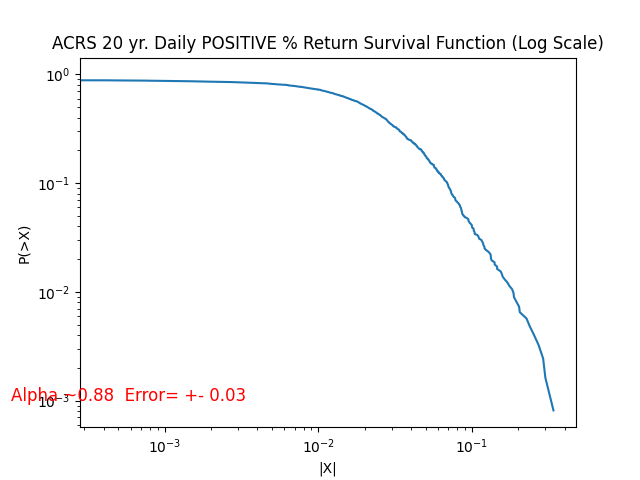 ACRS 20 yr. Daily POSITIVE % Return Survival Function (Log Scale)
10⁰
10⁻¹
P(>X)
10⁻²
10⁻³
Alpha ~0.88  Error= +- 0.03
10⁻³
10⁻²
10⁻¹
|X|